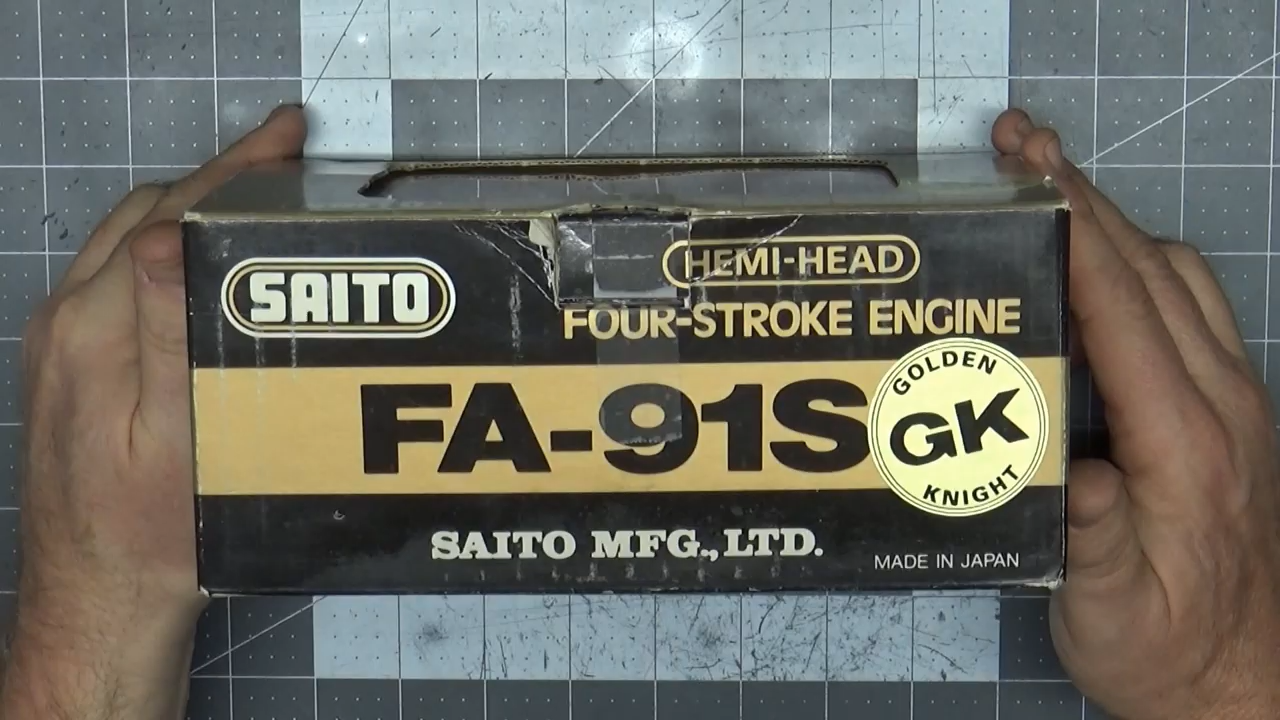 SAITO
HEMI-HEAD
FOUR-STROKE ENGINE
FA-91S
GOLDEN
GK
KNIGHT
SAITO MFG.,LTD.
MADE IN JAPAN